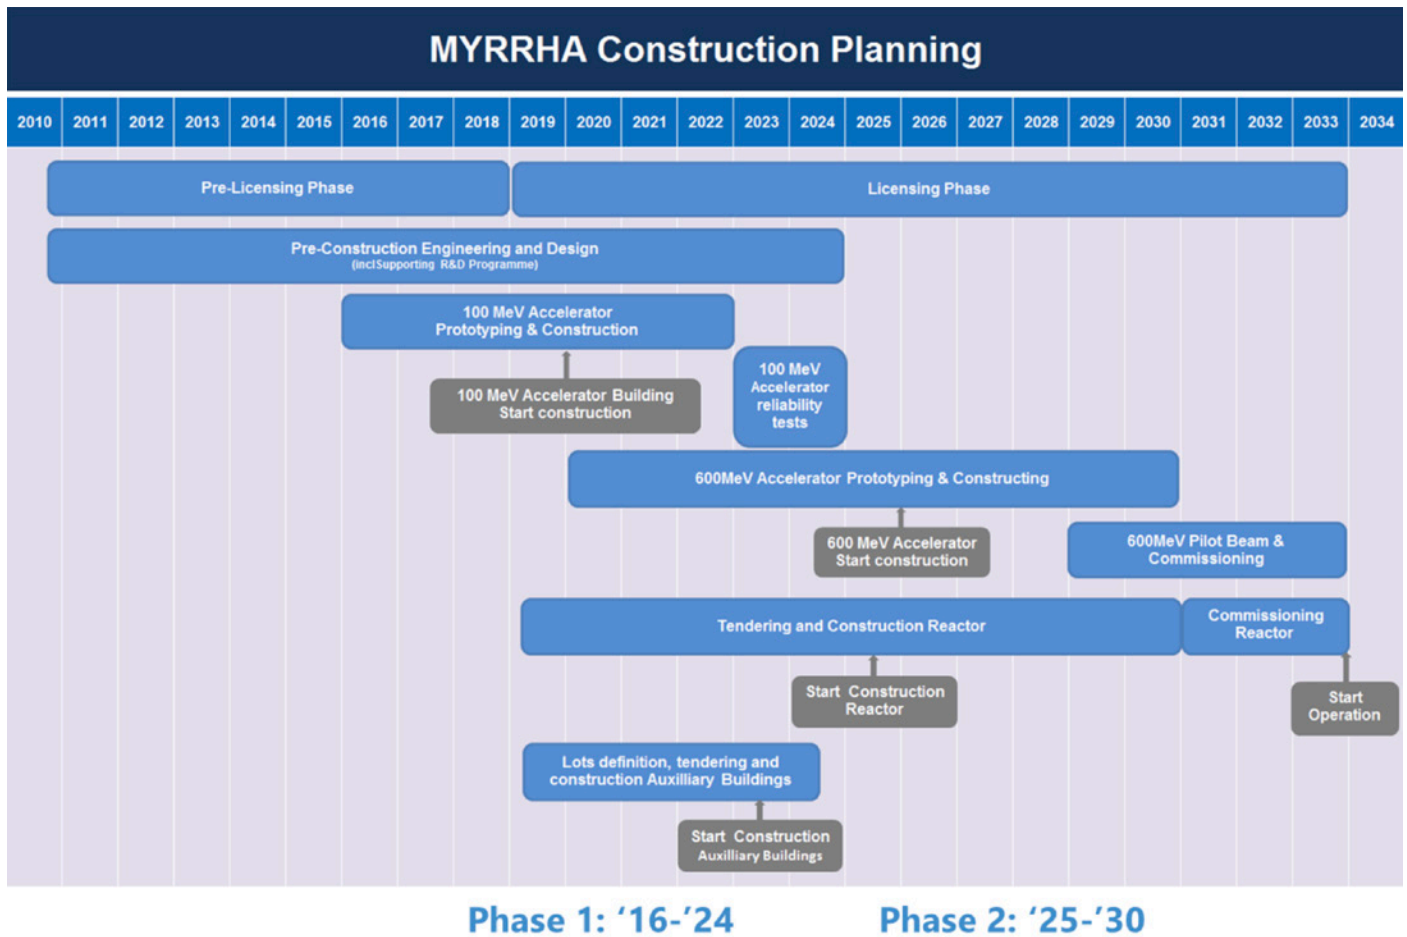 MYRRHA Construction Planning
2010 2011 2012 2013 2014 2015 2016 2017 2018 2019 2020 2021 2022 2023 2024 2025 2026 2027 2028 2029 2030 2031 2032 2033 2034
Pre-Licensing Phase
Licensing Phase
Pre-Construction Engineering and Design
(inclSupporting R&D Programme)
100 MeV Accelerator
Prototyping & Construction
100 MeV Accelerator Building
Start construction
100 MeV
Accelerator
reliability
tests
600MeV Accelerator Prototyping & Constructing
600 MeV Accelerator
Start construction
600MeV Pilot Beam &
Commissioning
Tendering and Construction Reactor
Commissioning
Reactor
Start Construction
Reactor
Start
Operation
Lots definition, tendering and
construction Auxilliary Buildings
Start Construction
Auxilliary Buildings
Phase 1: ‘16-’24
Phase 2: ‘25-’30